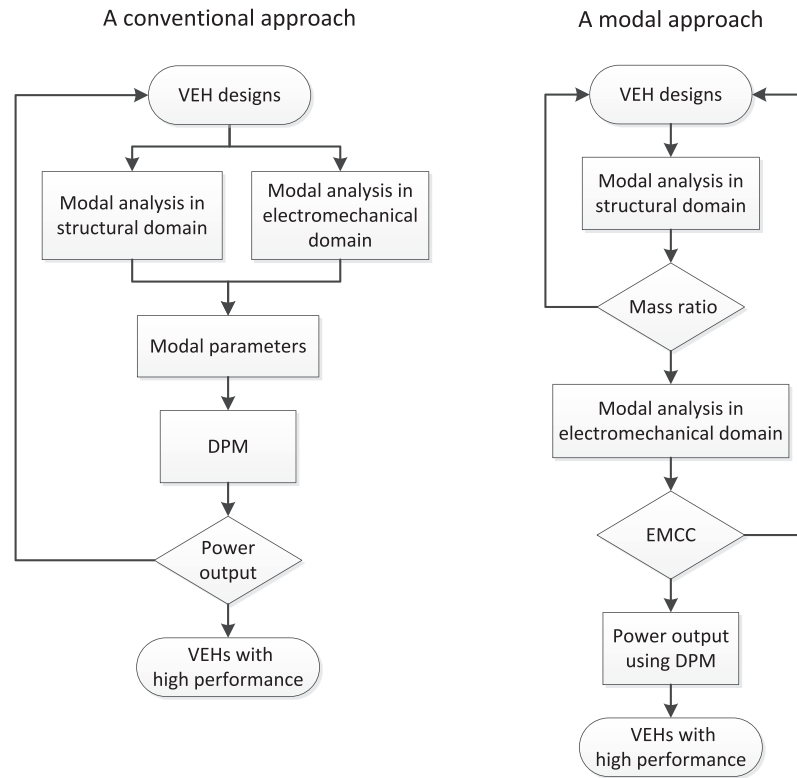 A conventional approach
VEH designs
Modal analysis in
structural domain
Modal analysis in
electromechanical
domain
Modal parameters
DPM
Power
output
VEHs with
high performance
A modal approach
VEH designs
Modal analysis in
structural domain
Mass ratio
Modal analysis in
electromechanical domain
EMCC
Power output
using DPM
VEHs with
high performance